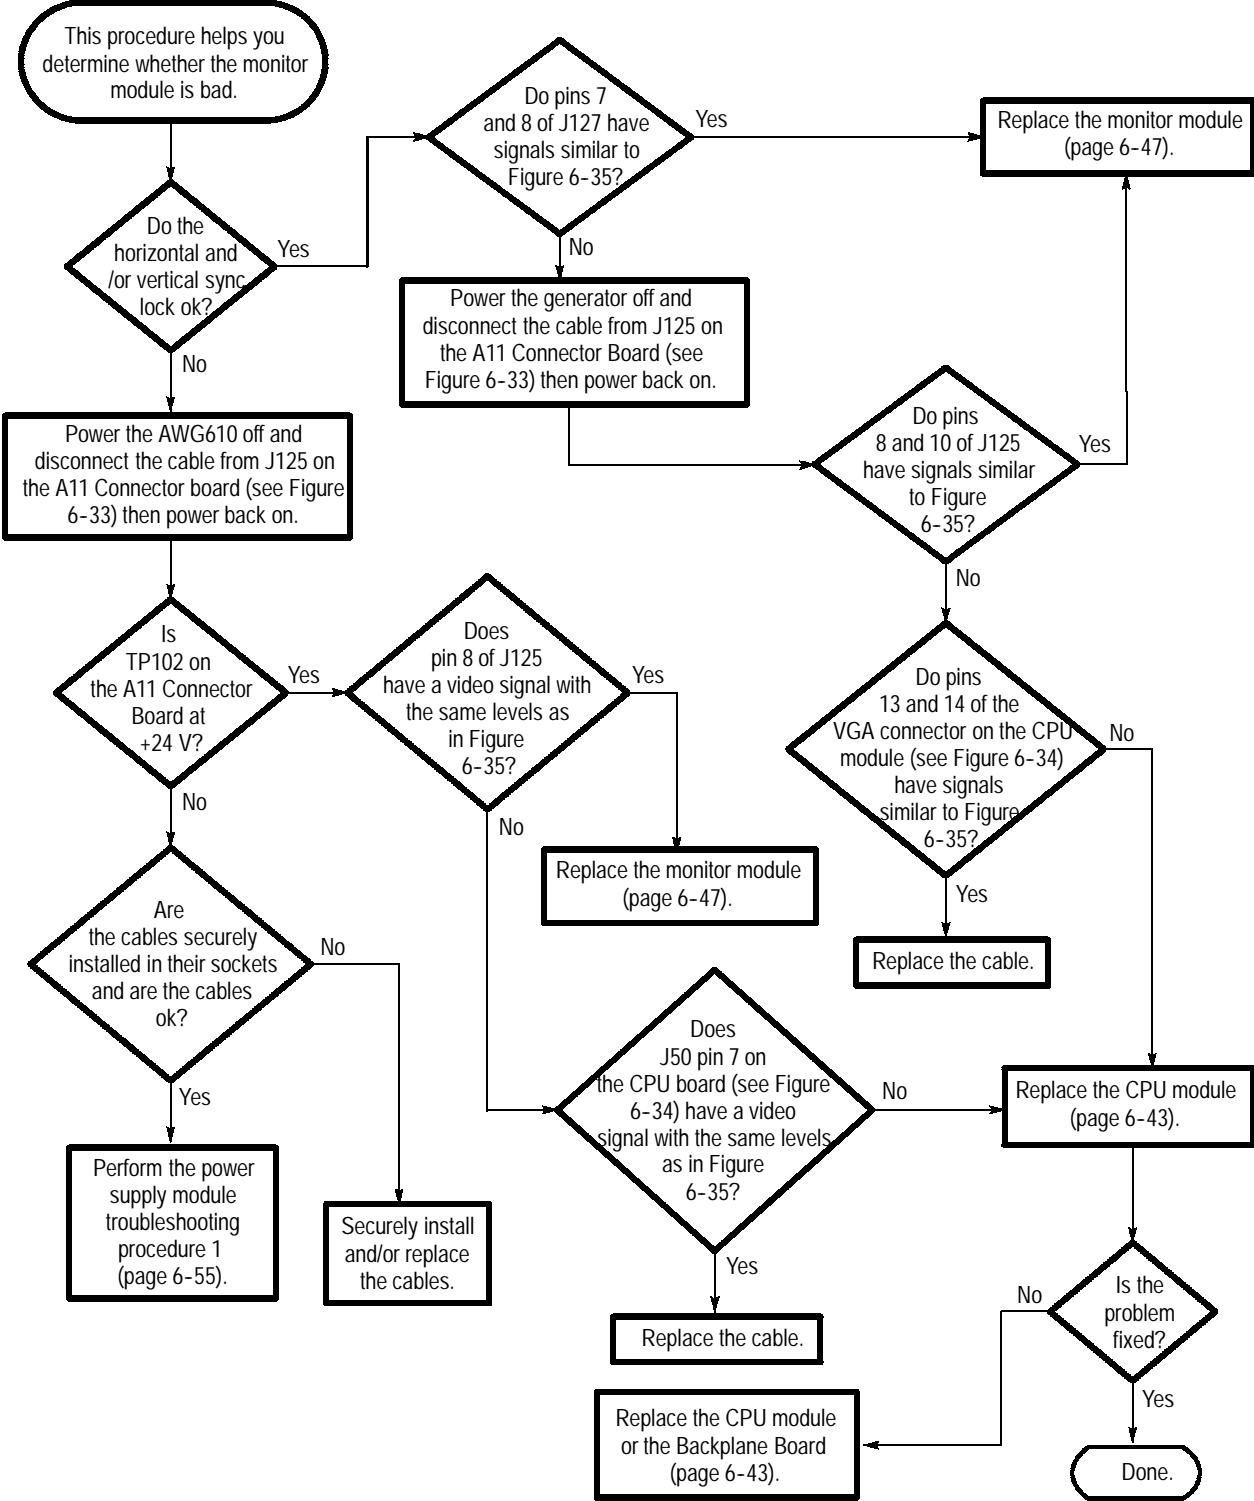 This procedure helps you
determine whether the monitor
module is bad.
Do the
horizontal and
/or vertical sync
lock ok?
Yes
No
Do pins 7
and 8 of J127 have
signals similar to
Figure 6-35?
Yes
No
Replace the monitor module
(page 6-47).
Power the generator off and
disconnect the cable from J125 on
the A11 Connector Board (see
Figure 6-33) then power back on.
Do pins
8 and 10 of J125
have signals similar
to Figure
6-35?
Yes
No
Power the AWG610 off and
disconnect the cable from J125 on
the A11 Connector board (see Figure
6-33) then power back on.
Is
TP102 on
the A11 Connector
Board at
+24 V?
Yes
No
Does
pin 8 of J125
have a video signal with
the same levels as
in Figure
6-35?
Yes
No
Do pins
13 and 14 of the
VGA connector on the CPU
module (see Figure 6-34)
have signals
similar to Figure
6-35?
No
Yes
Replace the monitor module
(page 6-47).
Replace the cable.
Are
the cables securely
installed in their sockets
and are the cables
ok?
No
Yes
Does
J50 pin 7 on
the CPU board (see Figure
6-34) have a video
signal with the same levels
as in Figure
6-35?
No
Yes
Replace the CPU module
(page 6-43).
Perform the power
supply module
troubleshooting
procedure 1
(page 6-55).
Securely install
and/or replace
the cables.
Replace the cable.
Is the
problem
fixed?
No
Yes
Replace the CPU module
or the Backplane Board
(page 6-43).
Done.